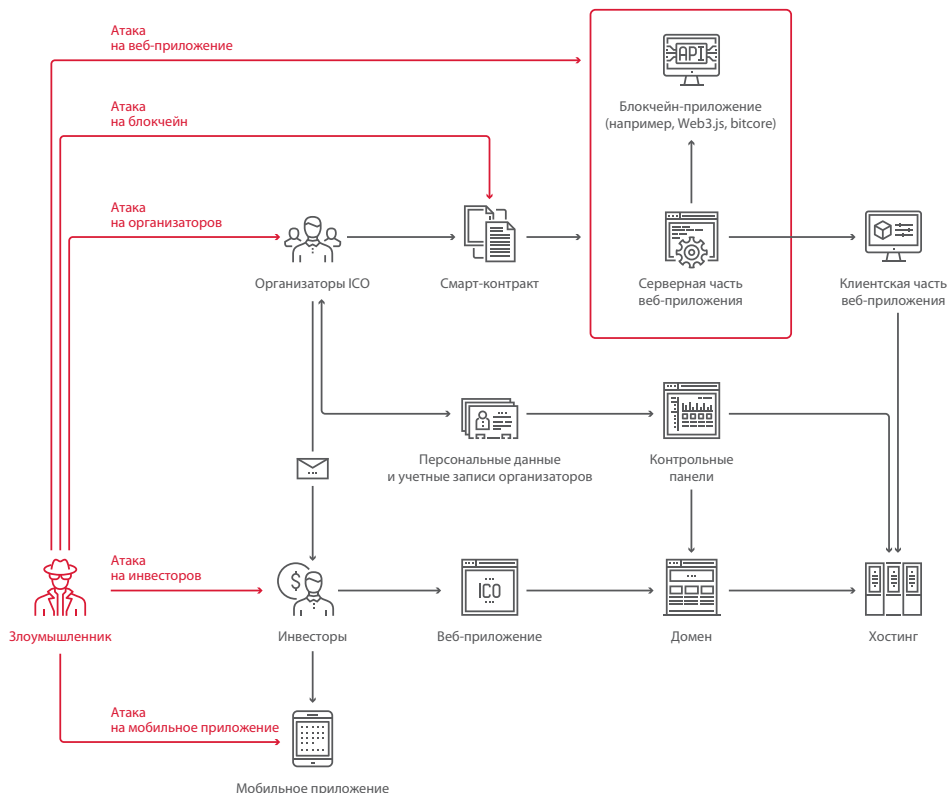 Атака
на веб-приложение
API
Блокчейн-приложение
(например, Web3.js, bitcore)
Атака
на блокчейн
Атака
на организаторов
Организаторы ICO
Смарт-контракт
Серверная часть
веб-приложения
Клиентская часть
веб-приложения
Персональные данные
и учетные записи организаторов
Контрольные
панели
Атака
на инвесторов
$
ICO
Злоумышленник
Инвесторы
Веб-приложение
Домен
Хостинг
Атака
на мобильное приложение
Мобильное приложение